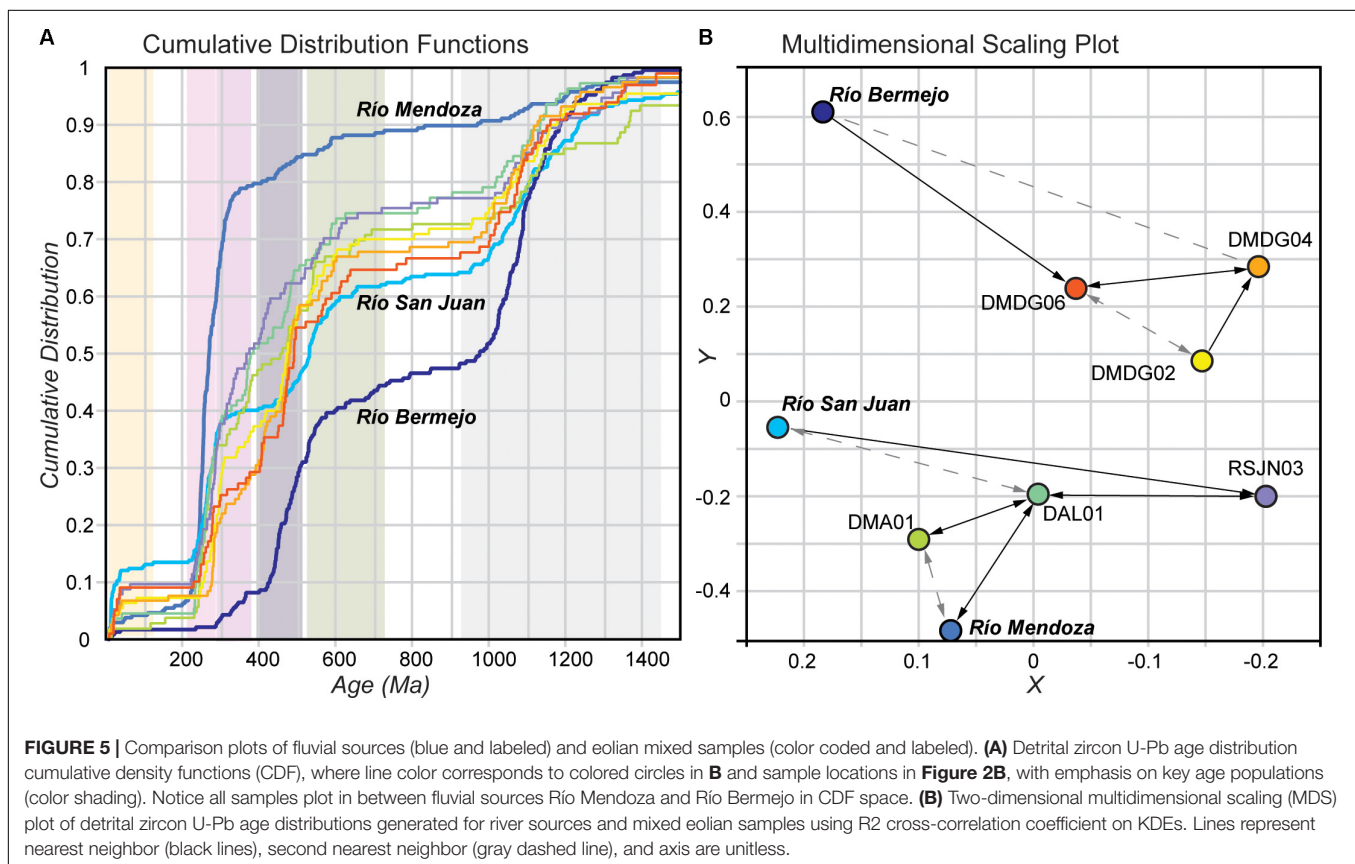 A
Cumulative Distribution Functions
1
0.9
0.8
0.7
0.6
0.5
0.4
0.3
0.2
0.1
0
Cumulative Distribution
Río Mendoza
Río San Juan
Río Bermejo
200
400
600
800
1000
1200
1400
Age (Ma)
B
Multidimensional Scaling Plot
0.6
0.4
0.2
0
-0.2
-0.4
Y
Río Bermejo
DMDG04
DMDG06
DMDG02
Río San Juan
RSJN03
DAL01
DMA01
Río Mendoza
0.2
0.1
0
-0.1
-0.2
X
FIGURE 5 | Comparison plots of fluvial sources (blue and labeled) and eolian mixed samples (color coded and labeled). (A) Detrital zircon U-Pb age distribution
cumulative density functions (CDF), where line color corresponds to colored circles in B and sample locations in Figure 2B, with emphasis on key age populations
(color shading). Notice all samples plot in between fluvial sources Río Mendoza and Río Bermejo in CDF space. (B) Two-dimensional multidimensional scaling (MDS)
plot of detrital zircon U-Pb age distributions generated for river sources and mixed eolian samples using R2 cross-correlation coefficient on KDEs. Lines represent
nearest neighbor (black lines), second nearest neighbor (gray dashed line), and axis are unitless.